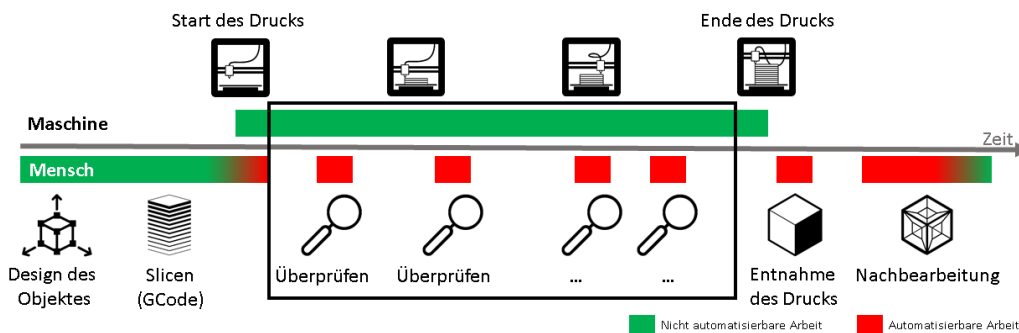 Start des Drucks
Ende des Drucks
Maschine
Zeit
Mensch
Design des
Objektes
Slicen
(GCode)
Überprüfen
Überprüfen
...
...
Entnahme
des Drucks
Nachbearbeitung
Nicht automatisierbare Arbeit
Automatisierbare Arbeit